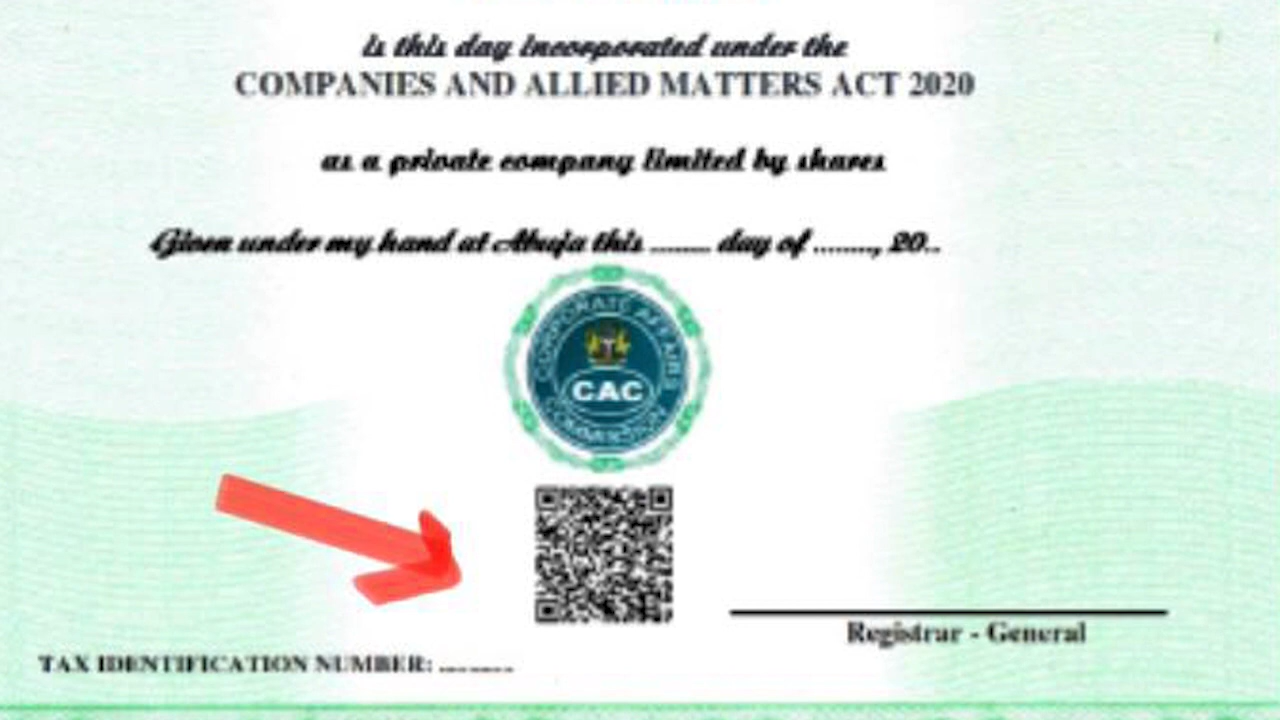 is this day incorporated under the
COMPANIES AND ALLIED MATTERS ACT 2020
as a private company limited by shares
Given under my hand at Abuja this ........ day of ........, 20..
CORPORATE AFFAIRS
CAC
COMMISSION
Registrar - General
TAX IDENTIFICATION NUMBER: ........